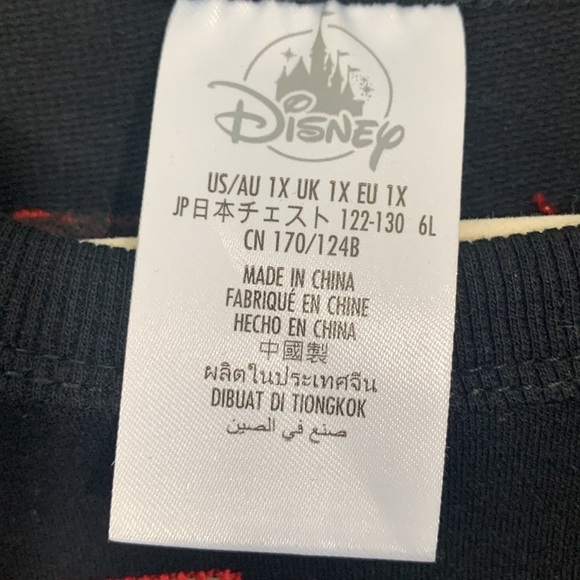 Disney
US/AU 1X UK 1X EU 1X
JP日本チェスト 122-130 6L
CN 170/124B
MADE IN CHINA
FABRIQUÉ EN CHINE
HECHO EN CHINA
中國製
ผลิตในประเทศจีน
DIBUAT DI TIONGKOK
صنع في الصين